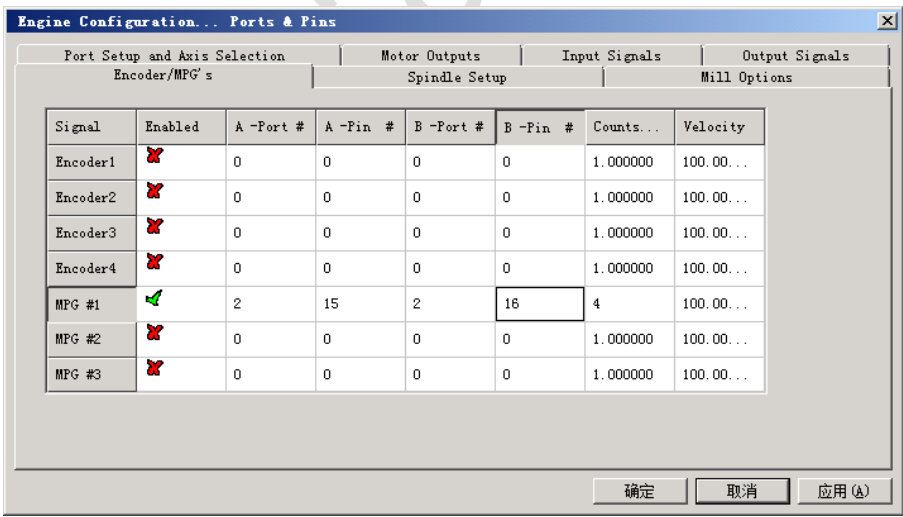 Engine Configuration... Ports & Pins
Port Setup and Axis Selection Motor Outputs Input Signals Output Signals
Encoder/MPG's Spindle Setup Mill Options
Signal Enabled A -Port # A -Pin # B -Port # B -Pin # Counts... Velocity
Encoder1 0 0 0 0 1.000000 100.00...
Encoder2 0 0 0 0 1.000000 100.00...
Encoder3 0 0 0 0 1.000000 100.00...
Encoder4 0 0 0 0 1.000000 100.00...
MPG #1 2 15 2 16 4 100.00...
MPG #2 0 0 0 0 1.000000 100.00...
MPG #3 0 0 0 0 1.000000 100.00...
确定 取消 应用(A)